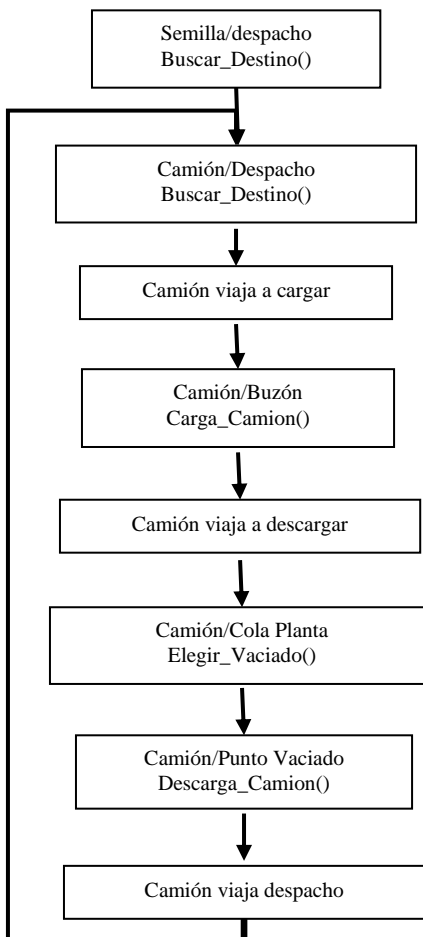 Semilla/despacho
Buscar_Destino()
Camión/Despacho
Buscar_Destino()
Camión viaja a cargar
Camión/Buzón
Carga_Camion()
Camión viaja a descargar
Camión/Cola Planta
Elegir_Vaciado()
Camión/Punto Vaciado
Descarga_Camion()
Camión viaja despacho